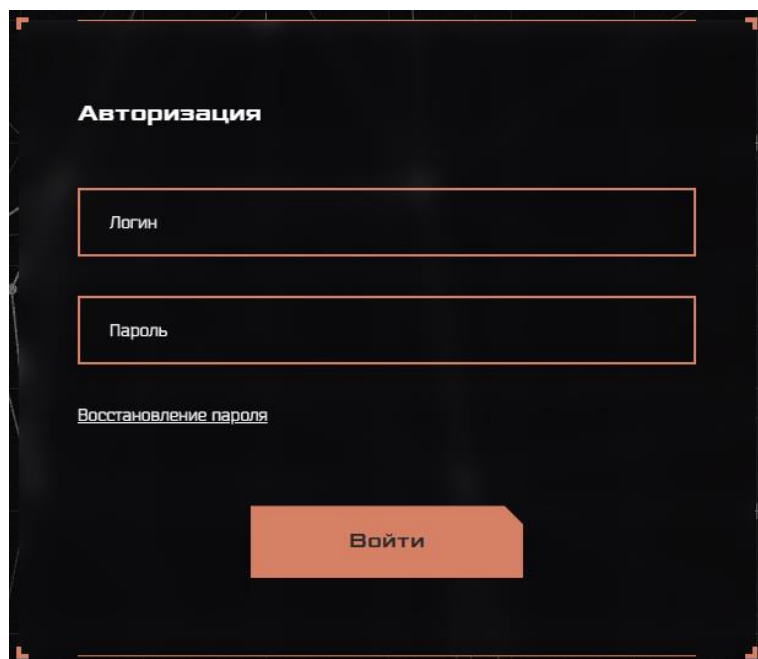 Авторизация
Логин
Пароль
Восстановление пароля
Войти